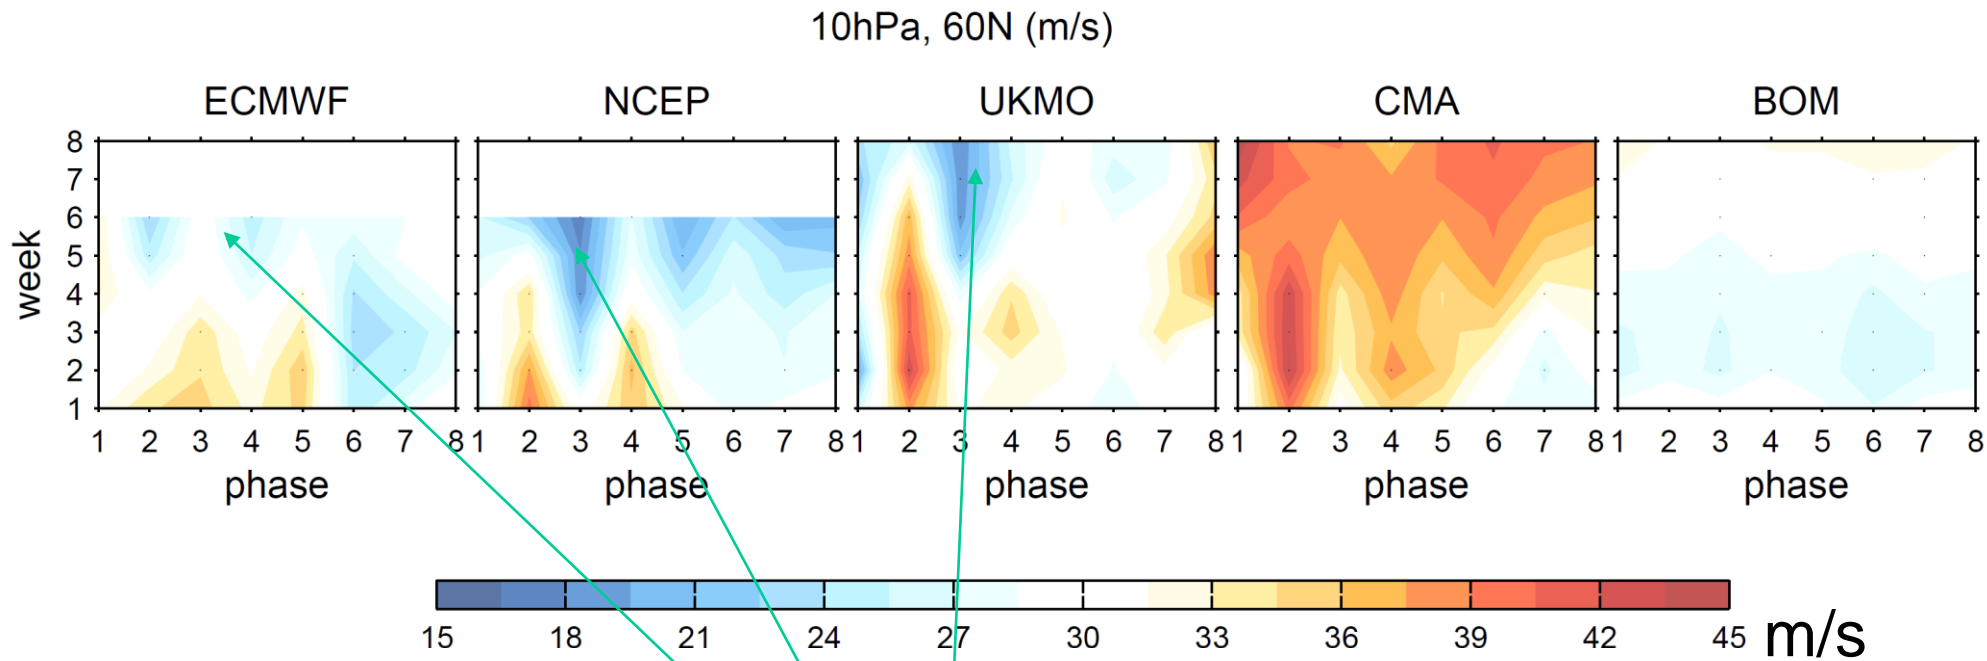 10hPa, 60N (m/s)
ECMWF NCEP UKMO CMA BOM
week
8
7
6
5
4
3
2
1
1 2 3 4 5 6 7 8 1 2 3 4 5 6 7 8 1 2 3 4 5 6 7 8 1 2 3 4 5 6 7 8 1 2 3 4 5 6 7 8
phase phase phase phase phase
15 18 21 24 27 30 33 36 39 42 45 m/s